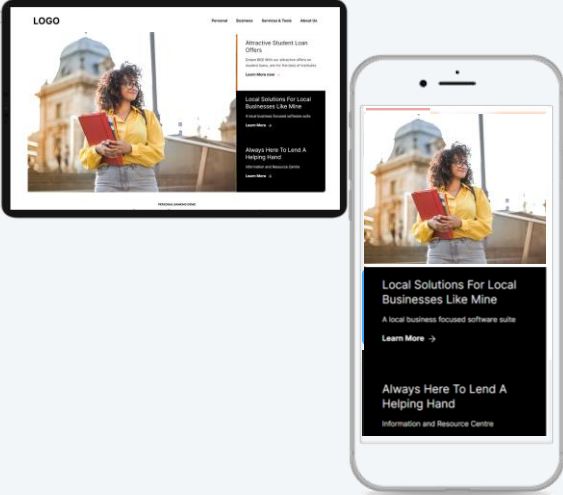 LOGO
Personal Business Services & Tools About Us
Attractive Student Loan
Offers
Learn More now →
Local Solutions For Local
Businesses Like Mine
A local business focused software suite
Learn More →
Always Here To Lend A
Helping Hand
Information and Resource Centre
Learn More →
Local Solutions For Local
Businesses Like Mine
A local business focused software suite
Learn More →
Always Here To Lend A
Helping Hand
Information and Resource Centre